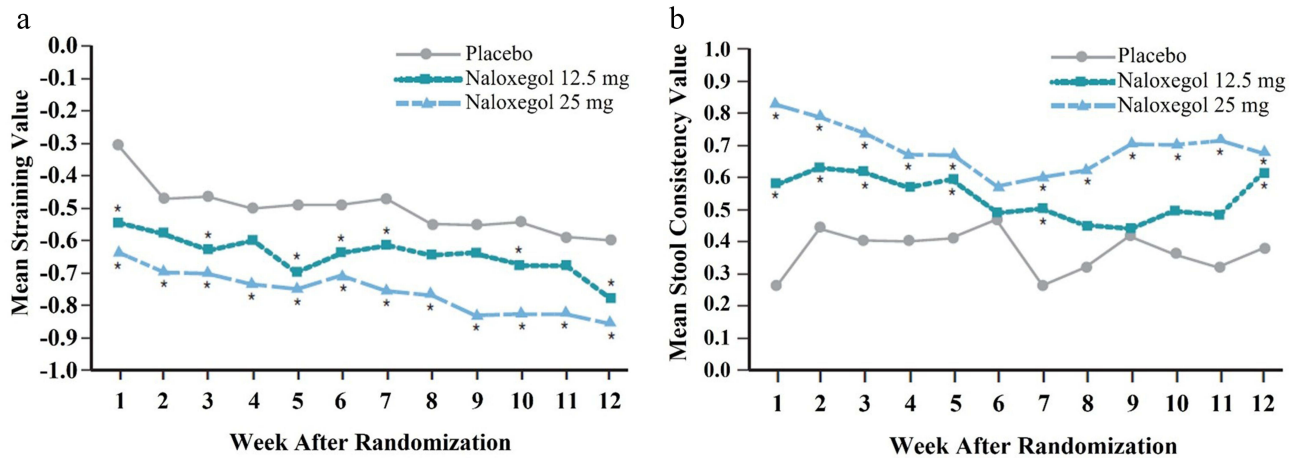 a
0.0
-0.1
-0.2
-0.3
-0.4
-0.5
-0.6
-0.7
-0.8
-0.9
-1.0
Mean Straining Value
Placebo
Naloxegol 12.5 mg
Naloxegol 25 mg
* * * * * * *
* * * * * * * * * * * *
1 2 3 4 5 6 7 8 9 10 11 12
Week After Randomization
b
1.0
0.9
0.8
0.7
0.6
0.5
0.4
0.3
0.2
0.1
0.0
Mean Stool Consistency Value
Placebo
Naloxegol 12.5 mg
Naloxegol 25 mg
* * * * * * * * * * *
* * * * * *
1 2 3 4 5 6 7 8 9 10 11 12
Week After Randomization